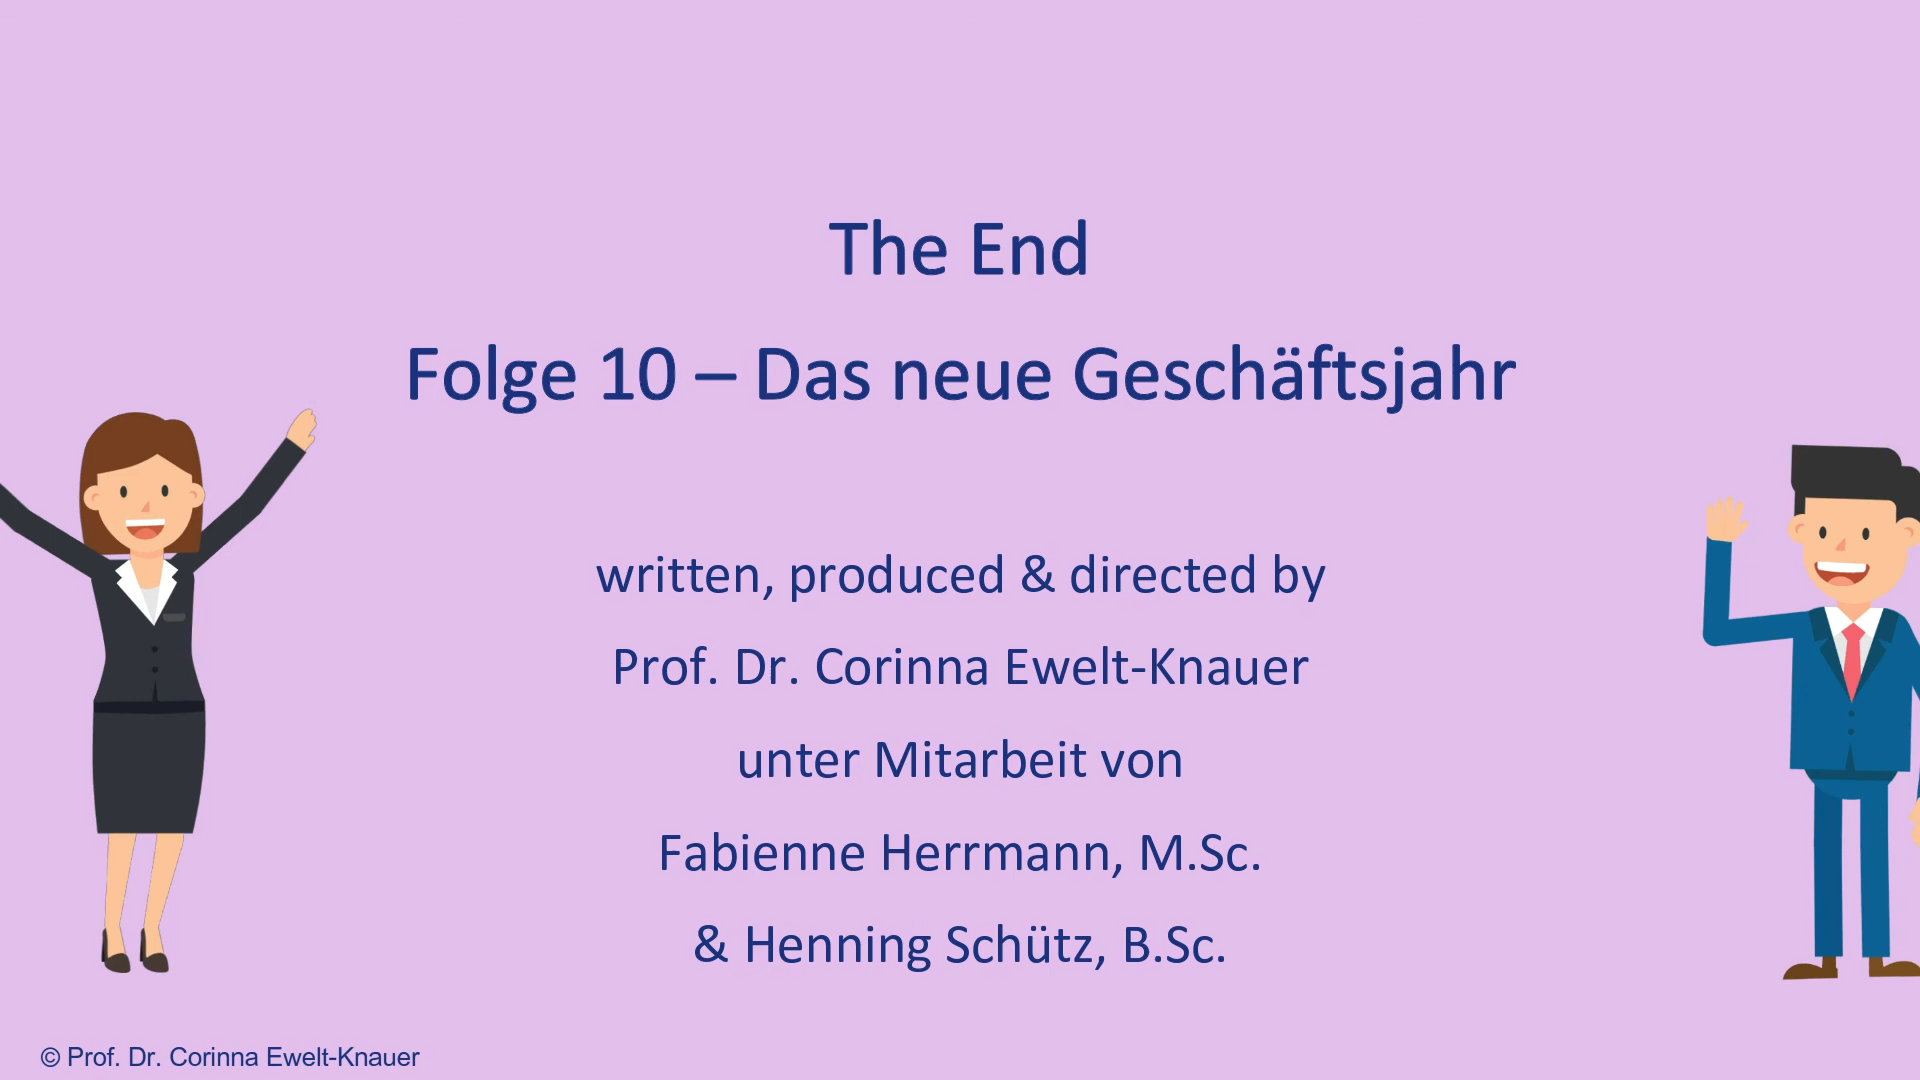 The End
Folge 10 – Das neue Geschäftsjahr
written, produced & directed by
Prof. Dr. Corinna Ewelt-Knauer
unter Mitarbeit von
Fabienne Herrmann, M.Sc.
& Henning Schütz, B.Sc.
© Prof. Dr. Corinna Ewelt-Knauer